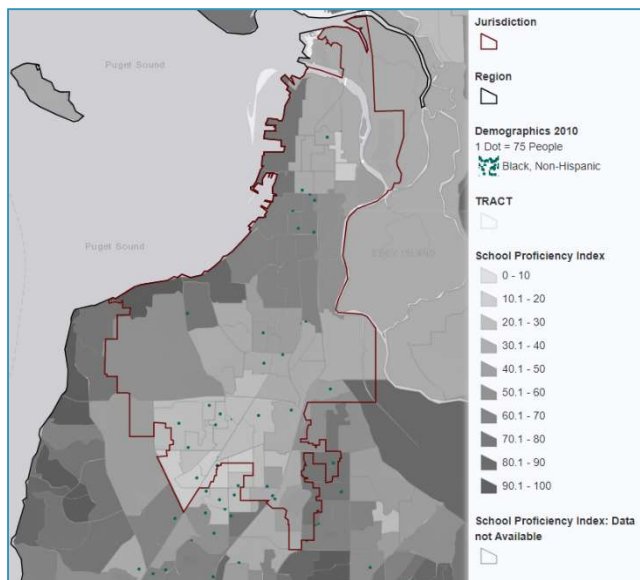 Puget Sound
Puget Sound
Jurisdiction
Region
Demographics 2010
1 Dot = 75 People
Black, Non-Hispanic
TRACT
School Proficiency Index
0 - 10
10.1 - 20
20.1 - 30
30.1 - 40
40.1 - 50
50.1 - 60
60.1 - 70
70.1 - 80
80.1 - 90
90.1 - 100
School Proficiency Index: Data
not Available